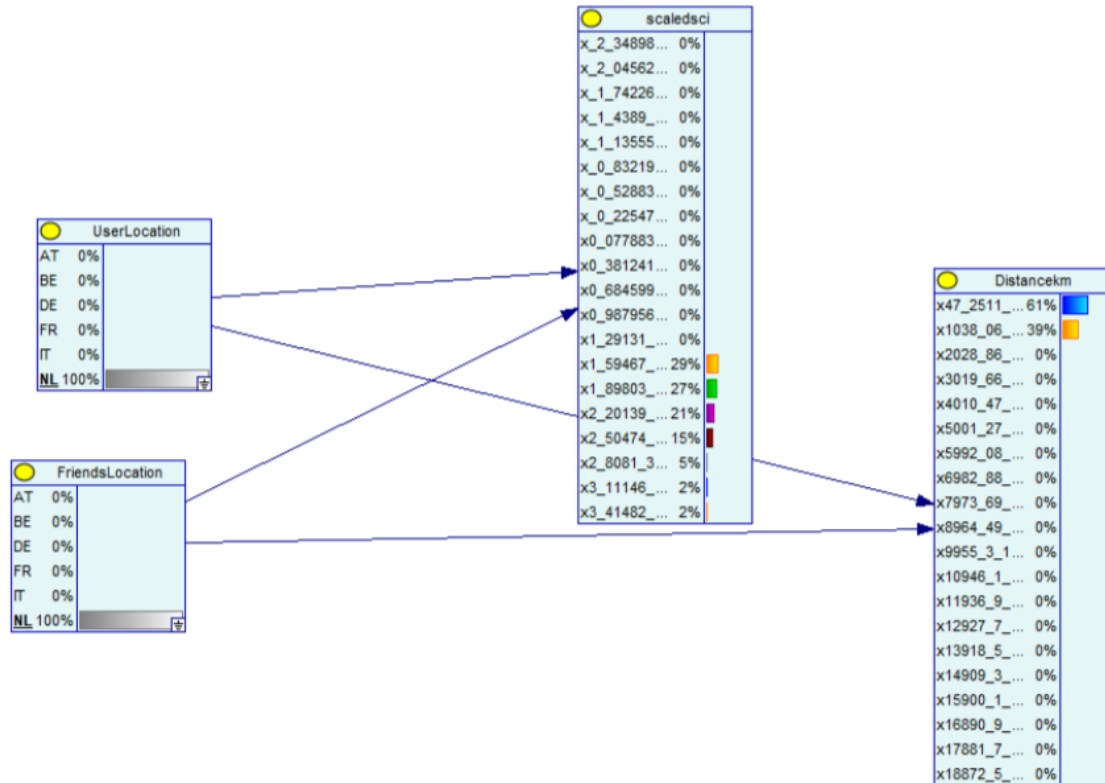 scaledsci
x_2_34898... 0%
x_2_04562... 0%
x_1_74226... 0%
x_1_4389_... 0%
x_1_13555... 0%
x_0_83219... 0%
x_0_52883... 0%
x_0_22547... 0%
x0_077883... 0%
x0_381241... 0%
x0_684599... 0%
x0_987956... 0%
x1_29131_... 0%
x1_59467_... 29%
x1_89803_... 27%
x2_20139_... 21%
x2_50474_... 15%
x2_8081_3... 5%
x3_11146_... 2%
x3_41482_... 2%
UserLocation
AT 0%
BE 0%
DE 0%
FR 0%
IT 0%
NL 100%
FriendsLocation
AT 0%
BE 0%
DE 0%
FR 0%
IT 0%
NL 100%
Distancekm
x47_2511_... 61%
x1038_06_... 39%
x2028_86_... 0%
x3019_66_... 0%
x4010_47_... 0%
x5001_27_... 0%
x5992_08_... 0%
x6982_88_... 0%
x7973_69_... 0%
x8964_49_... 0%
x9955_3_1... 0%
x10946_1_... 0%
x11936_9_... 0%
x12927_7_... 0%
x13918_5_... 0%
x14909_3_... 0%
x15900_1_... 0%
x16890_9_... 0%
x17881_7_... 0%
x18872_5_... 0%